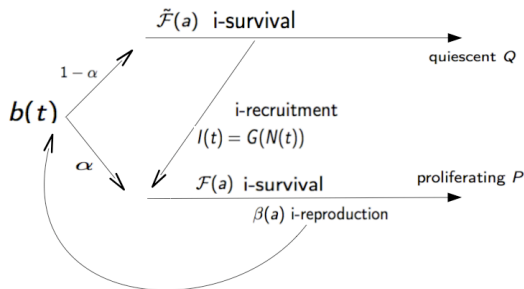 F̃(a) i-survival
quiescent Q
1 − α
b(t)
i-recruitment
I(t) = G(N(t))
α
F(a) i-survival
proliferating P
β(a) i-reproduction